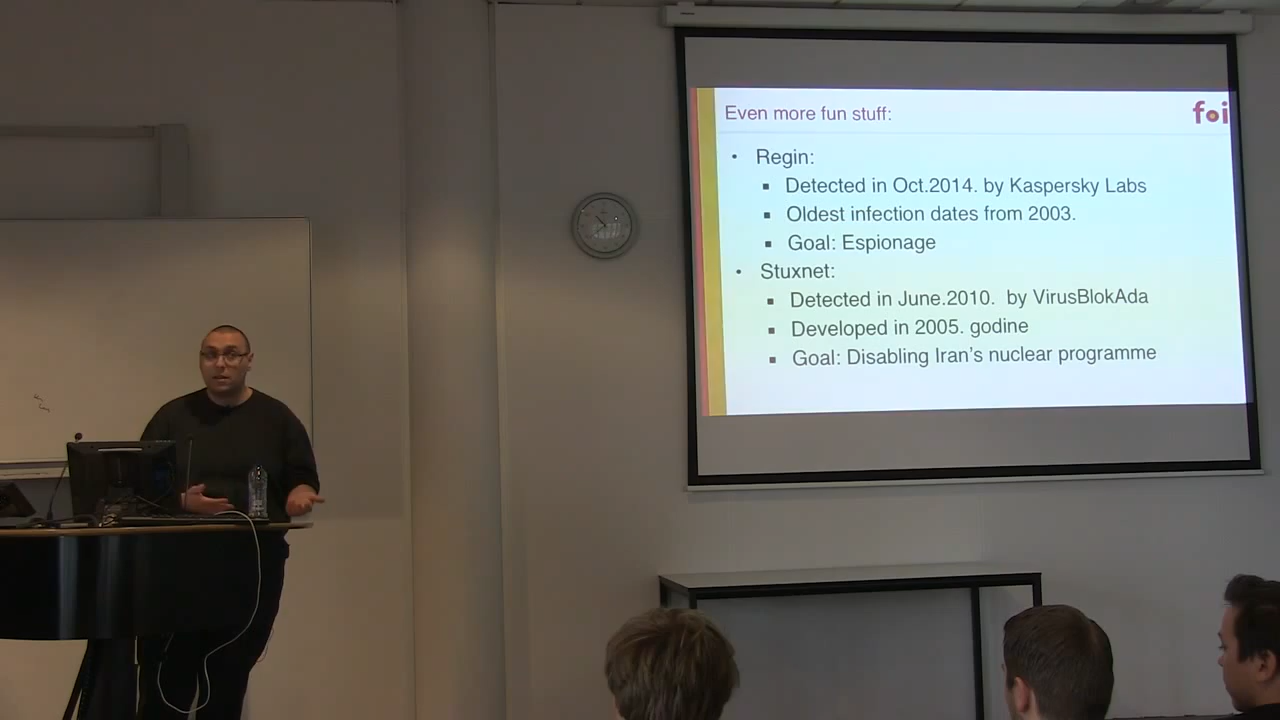 Even more fun stuff:
foi
• Regin:
▪ Detected in Oct.2014. by Kaspersky Labs
▪ Oldest infection dates from 2003.
▪ Goal: Espionage
• Stuxnet:
▪ Detected in June.2010. by VirusBlokAda
▪ Developed in 2005. godine
▪ Goal: Disabling Iran's nuclear programme